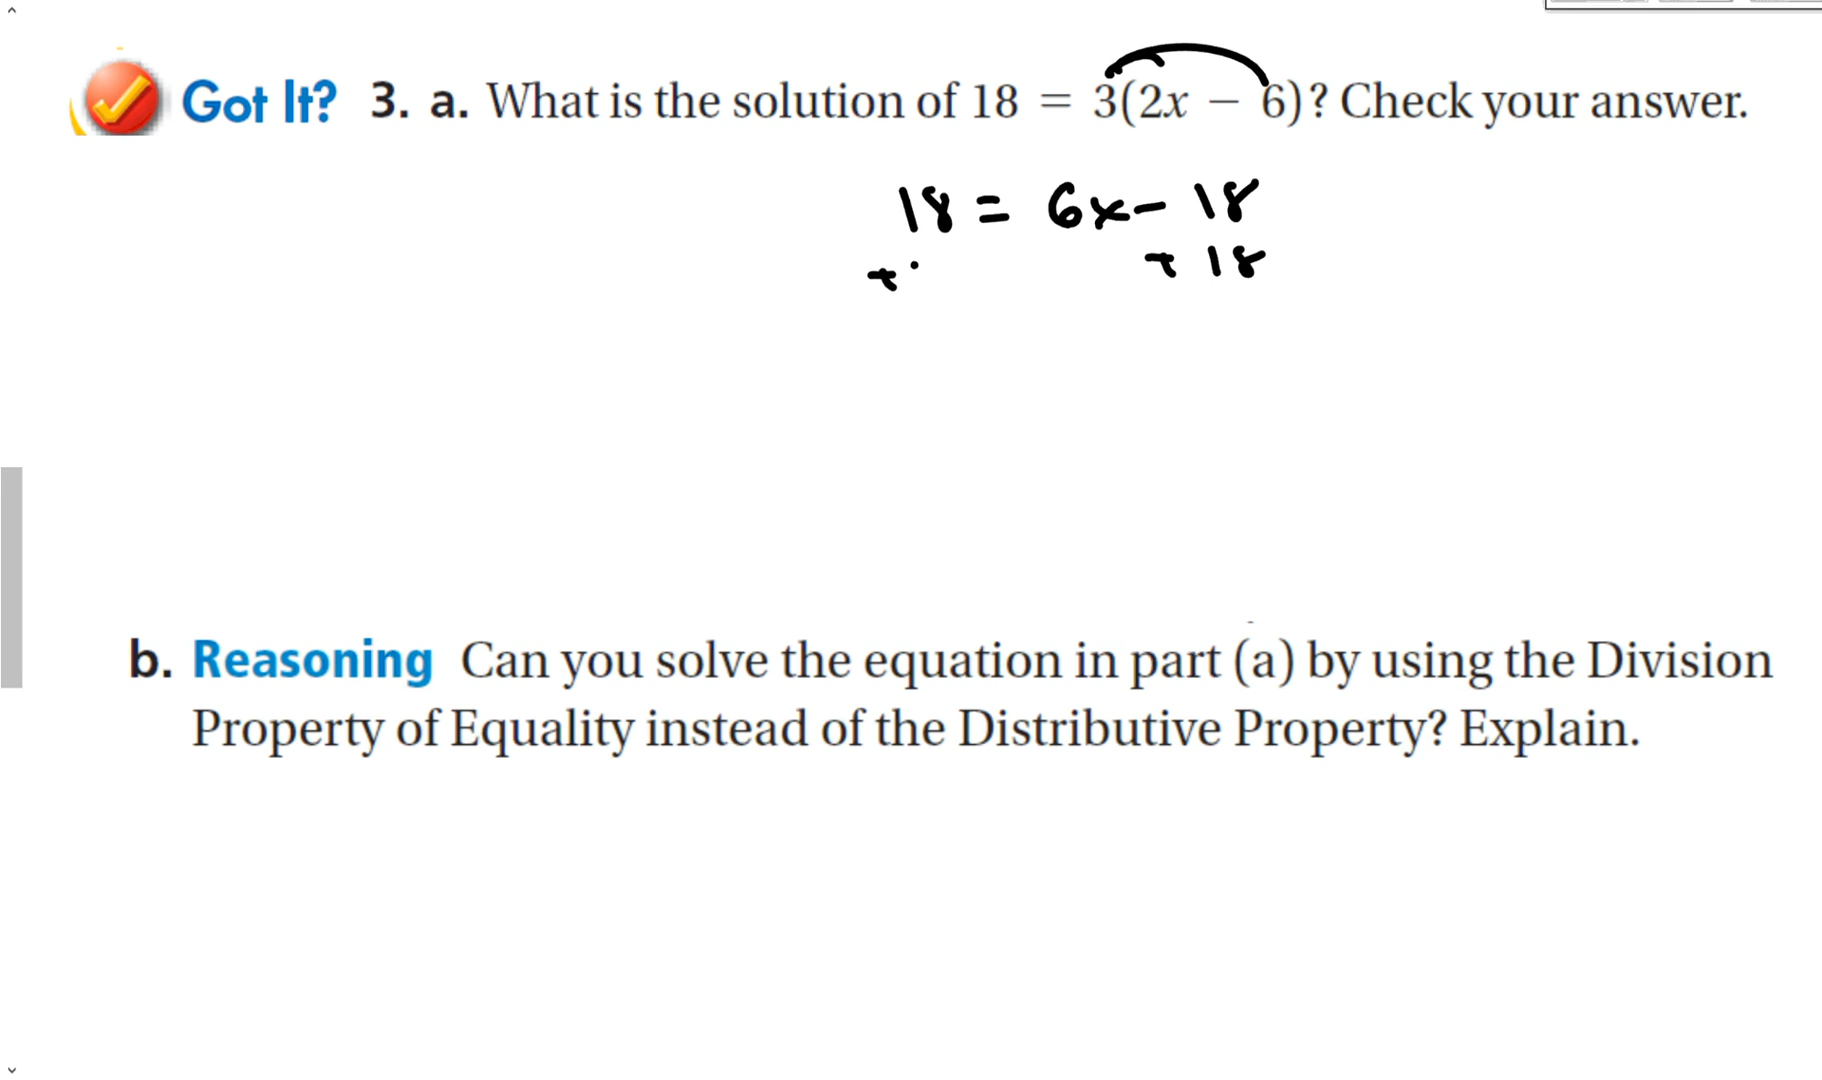 Got It? 3. a. What is the solution of 18 = 3(2x − 6)? Check your answer.
18 = 6x - 18
+ + 18
b. Reasoning Can you solve the equation in part (a) by using the Division
Property of Equality instead of the Distributive Property? Explain.